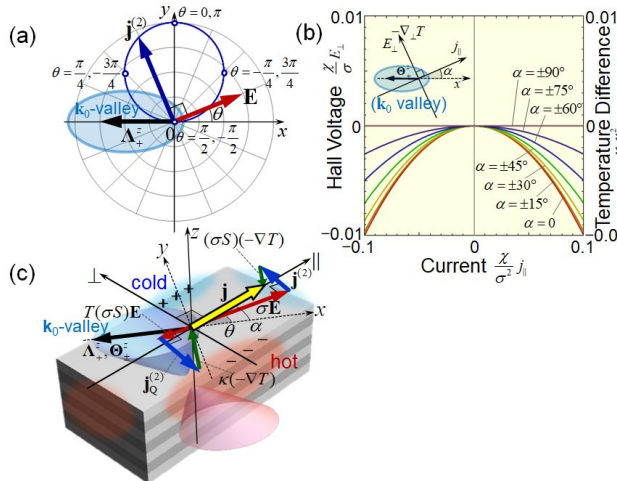 (a)
y
j(2)
θ = 0, π
θ = π/4, -3π/4
θ = -π/4, 3π/4
k0-valley
E
θ
0
x
Λ+z
θ = π/2, -π/2
(b)
0.01
0
-0.01
Hall Voltage χ/σ E⊥
E⊥
-∇⊥T
j∥
α
x
(k0 valley)
α = ±90°
α = ±75°
α = ±60°
α = ±45°
α = ±30°
α = ±15°
α = 0
0.01
0
Temperature Difference
-0.1
0
0.1
Current χ/σ2 j∥
(c)
z
y
(σS)(-∇T)
⊥
cold
∥
j
j(2)
+ + +
T(σS)E
σE
x
k0-valley
θ
α
Λ+z, Θ±z
hot
jQ(2)
κ(-∇T)